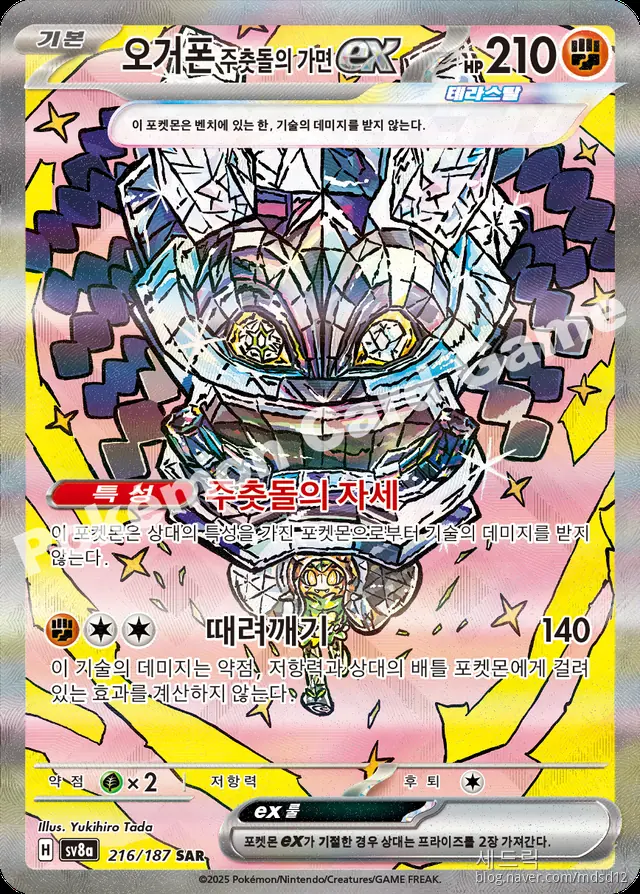 기본 오거폰 주춧돌의 가면 ex HP 210
테라스탈
이 포켓몬은 벤치에 있는 한, 기술의 데미지를 받지 않는다.
특성 주춧돌의 자세
이 포켓몬은 상대의 특성을 가진 포켓몬으로부터 기술의 데미지를 받지
않는다.
때려깨기 140
이 기술의 데미지는 약점, 저항력과 상대의 배틀 포켓몬에게 걸려
있는 효과를 계산하지 않는다.
약점 ×2 저항력 후퇴
ex 룰
포켓몬 ex가 기절한 경우 상대는 프라이즈를 2장 가져간다.
Illus. Yukihiro Tada
H sv8a 216/187 SAR
©2025 Pokémon/Nintendo/Creatures/GAME FREAK.
Pokémon Card Game
세드릭
blog.naver.com/mdsd12